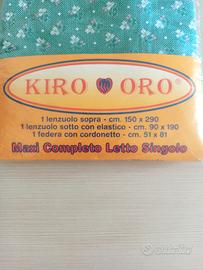 KIRO ORO®
1 lenzuolo sopra - cm. 150 x 290
1 lenzuolo sotto con elastico - cm. 90 x 190
1 federa con cordonetto - cm. 51 x 81
Maxi Completo Letto Singolo
subito